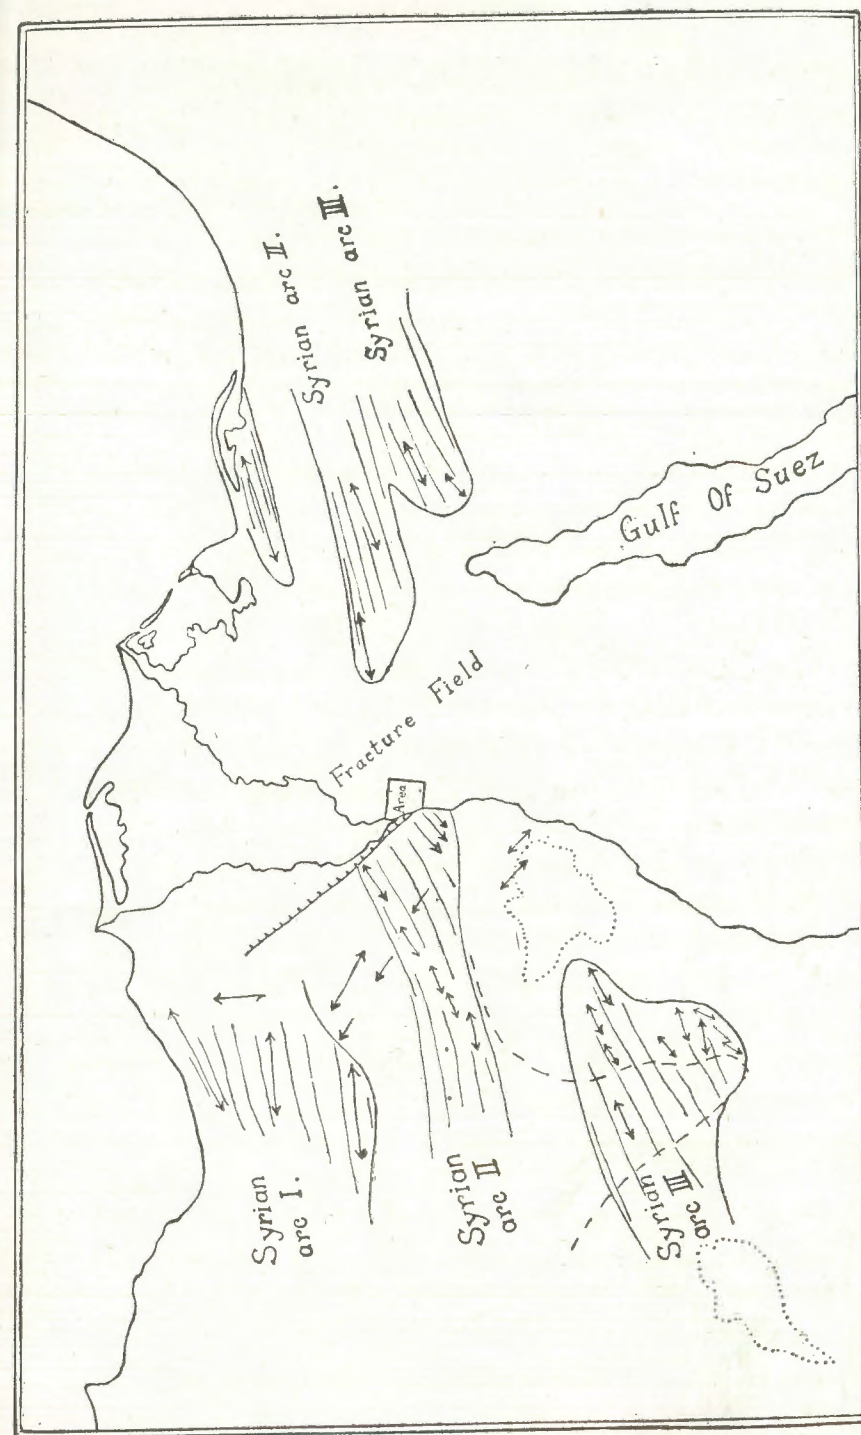 Syrian arc II.
Syrian arc III.
Gulf Of Suez
Fracture Field
Area
Syrian
arc I.
Syrian
arc II
Syrian
arc III